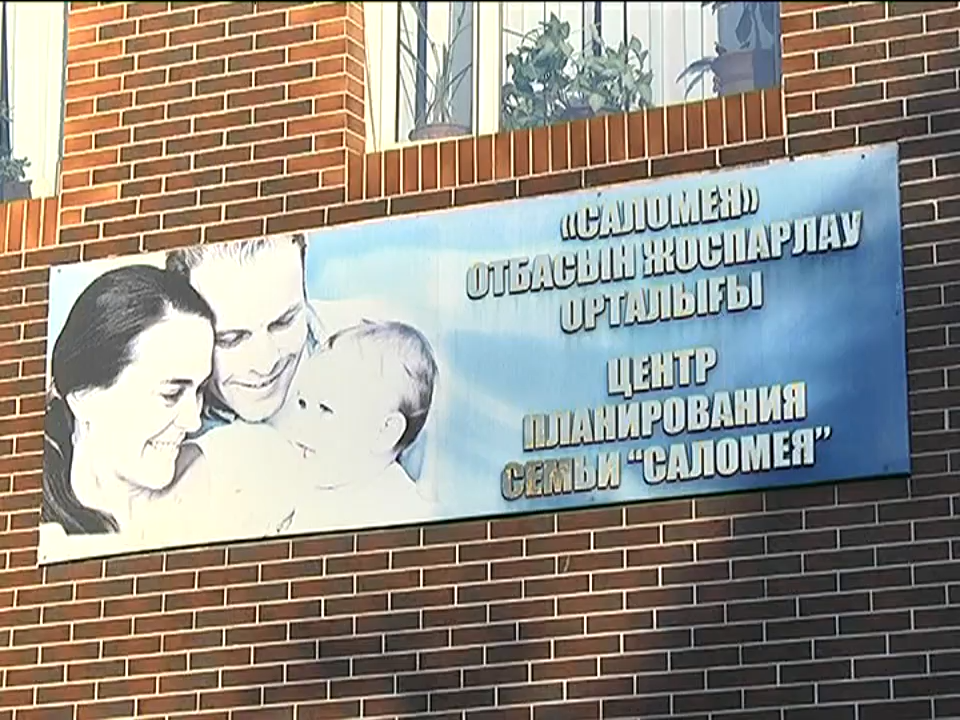 «САЛОМЕЯ»
ОТБАСЫН ЖОСПАРЛАУ
ОРТАЛЫҒЫ
ЦЕНТР
ПЛАНИРОВАНИЯ
СЕМЬИ “САЛОМЕЯ”